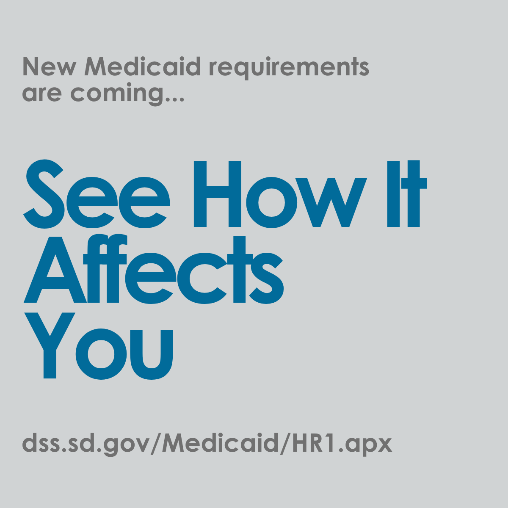 New Medicaid requirements
are coming...
See How It
Affects
You
dss.sd.gov/Medicaid/HR1.apx